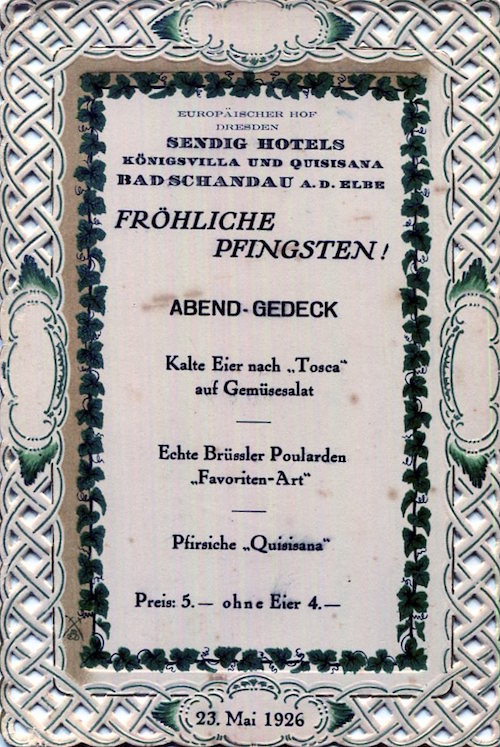 EUROPÄISCHER HOF
DRESDEN
SENDIG HOTELS
KÖNIGSVILLA UND QUISISANA
BAD SCHANDAU A. D. ELBE
FRÖHLICHE
PFINGSTEN!
ABEND-GEDECK
Kalte Eier nach „Tosca“
auf Gemüsesalat
Echte Brüssler Poularden
„Favoriten-Art“
Pfirsiche „Quisisana“
Preis: 5.— ohne Eier 4.—
23. Mai 1926